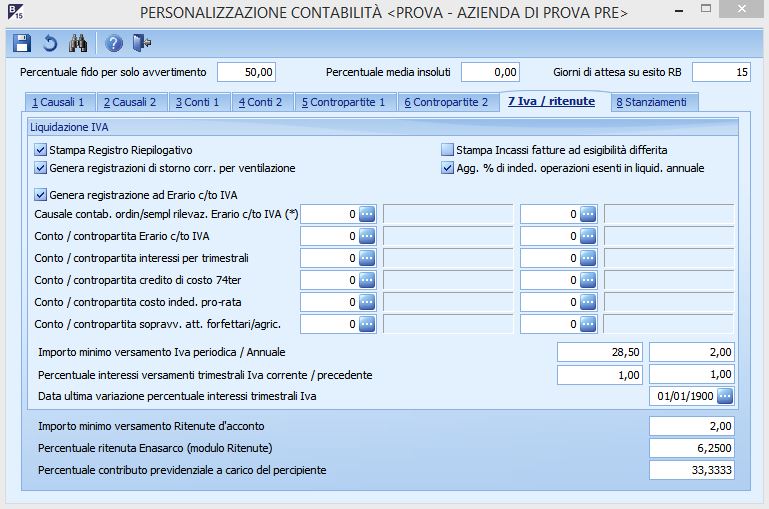 B 15 PERSONALIZZAZIONE CONTABILITÀ <PROVA - AZIENDA DI PROVA PRE>
Percentuale fido per solo avvertimento 50,00 Percentuale media insoluti 0,00 Giorni di attesa su esito RB 15
1 Causali 1 2 Causali 2 3 Conti 1 4 Conti 2 5 Contropartite 1 6 Contropartite 2 7 Iva / ritenute 8 Stanziamenti
Liquidazione IVA
Stampa Registro Riepilogativo Stampa Incassi fatture ad esigibilità differita
Genera registrazioni di storno corr. per ventilazione Agg. % di inded. operazioni esenti in liquid. annuale
Genera registrazione ad Erario c/to IVA
Causale contab. ordin/sempl rilevaz. Erario c/to IVA (*) 0 ... 0 ...
Conto / contropartita Erario c/to IVA 0 ... 0 ...
Conto / contropartita interessi per trimestrali 0 ... 0 ...
Conto / contropartita credito di costo 74ter 0 ... 0 ...
Conto / contropartita costo inded. pro-rata 0 ... 0 ...
Conto / contropartita sopravv. att. forfettari/agric. 0 ... 0 ...
Importo minimo versamento Iva periodica / Annuale 28,50 2,00
Percentuale interessi versamenti trimestrali Iva corrente / precedente 1,00 1,00
Data ultima variazione percentuale interessi trimestrali Iva 01/01/1900 ...
Importo minimo versamento Ritenute d'acconto 2,00
Percentuale ritenuta Enasarco (modulo Ritenute) 6,2500
Percentuale contributo previdenziale a carico del percipiente 33,3333